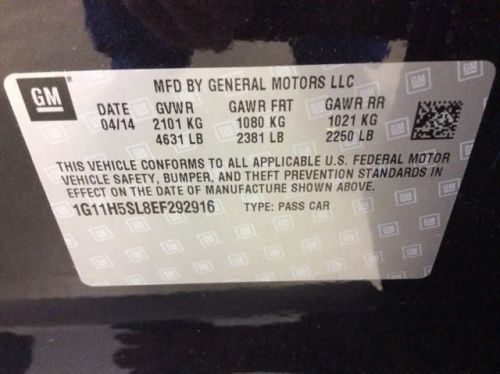 GM
MFD BY GENERAL MOTORS LLC
DATE GVWR GAWR FRT GAWR RR
04/14 2101 KG 1080 KG 1021 KG
4631 LB 2381 LB 2250 LB
THIS VEHICLE CONFORMS TO ALL APPLICABLE U.S. FEDERAL MOTOR
VEHICLE SAFETY, BUMPER, AND THEFT PREVENTION STANDARDS IN
EFFECT ON THE DATE OF MANUFACTURE SHOWN ABOVE.
1G11H5SL8EF292916 TYPE: PASS CAR